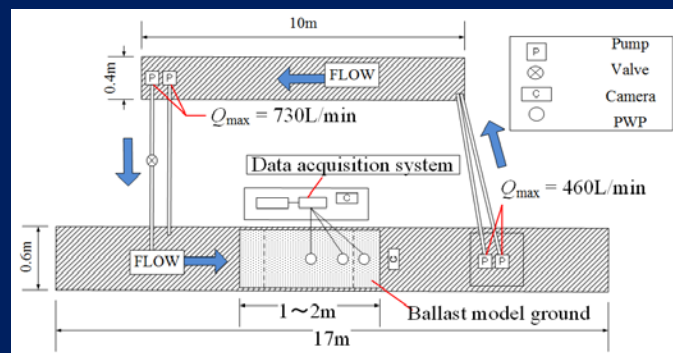 10m
0.4m
P P
FLOW
Qmax = 730L/min
P Pump
Valve
C Camera
PWP
Data acquisition system
C
Qmax = 460L/min
0.6m
FLOW
C
P P
1～2m
Ballast model ground
17m